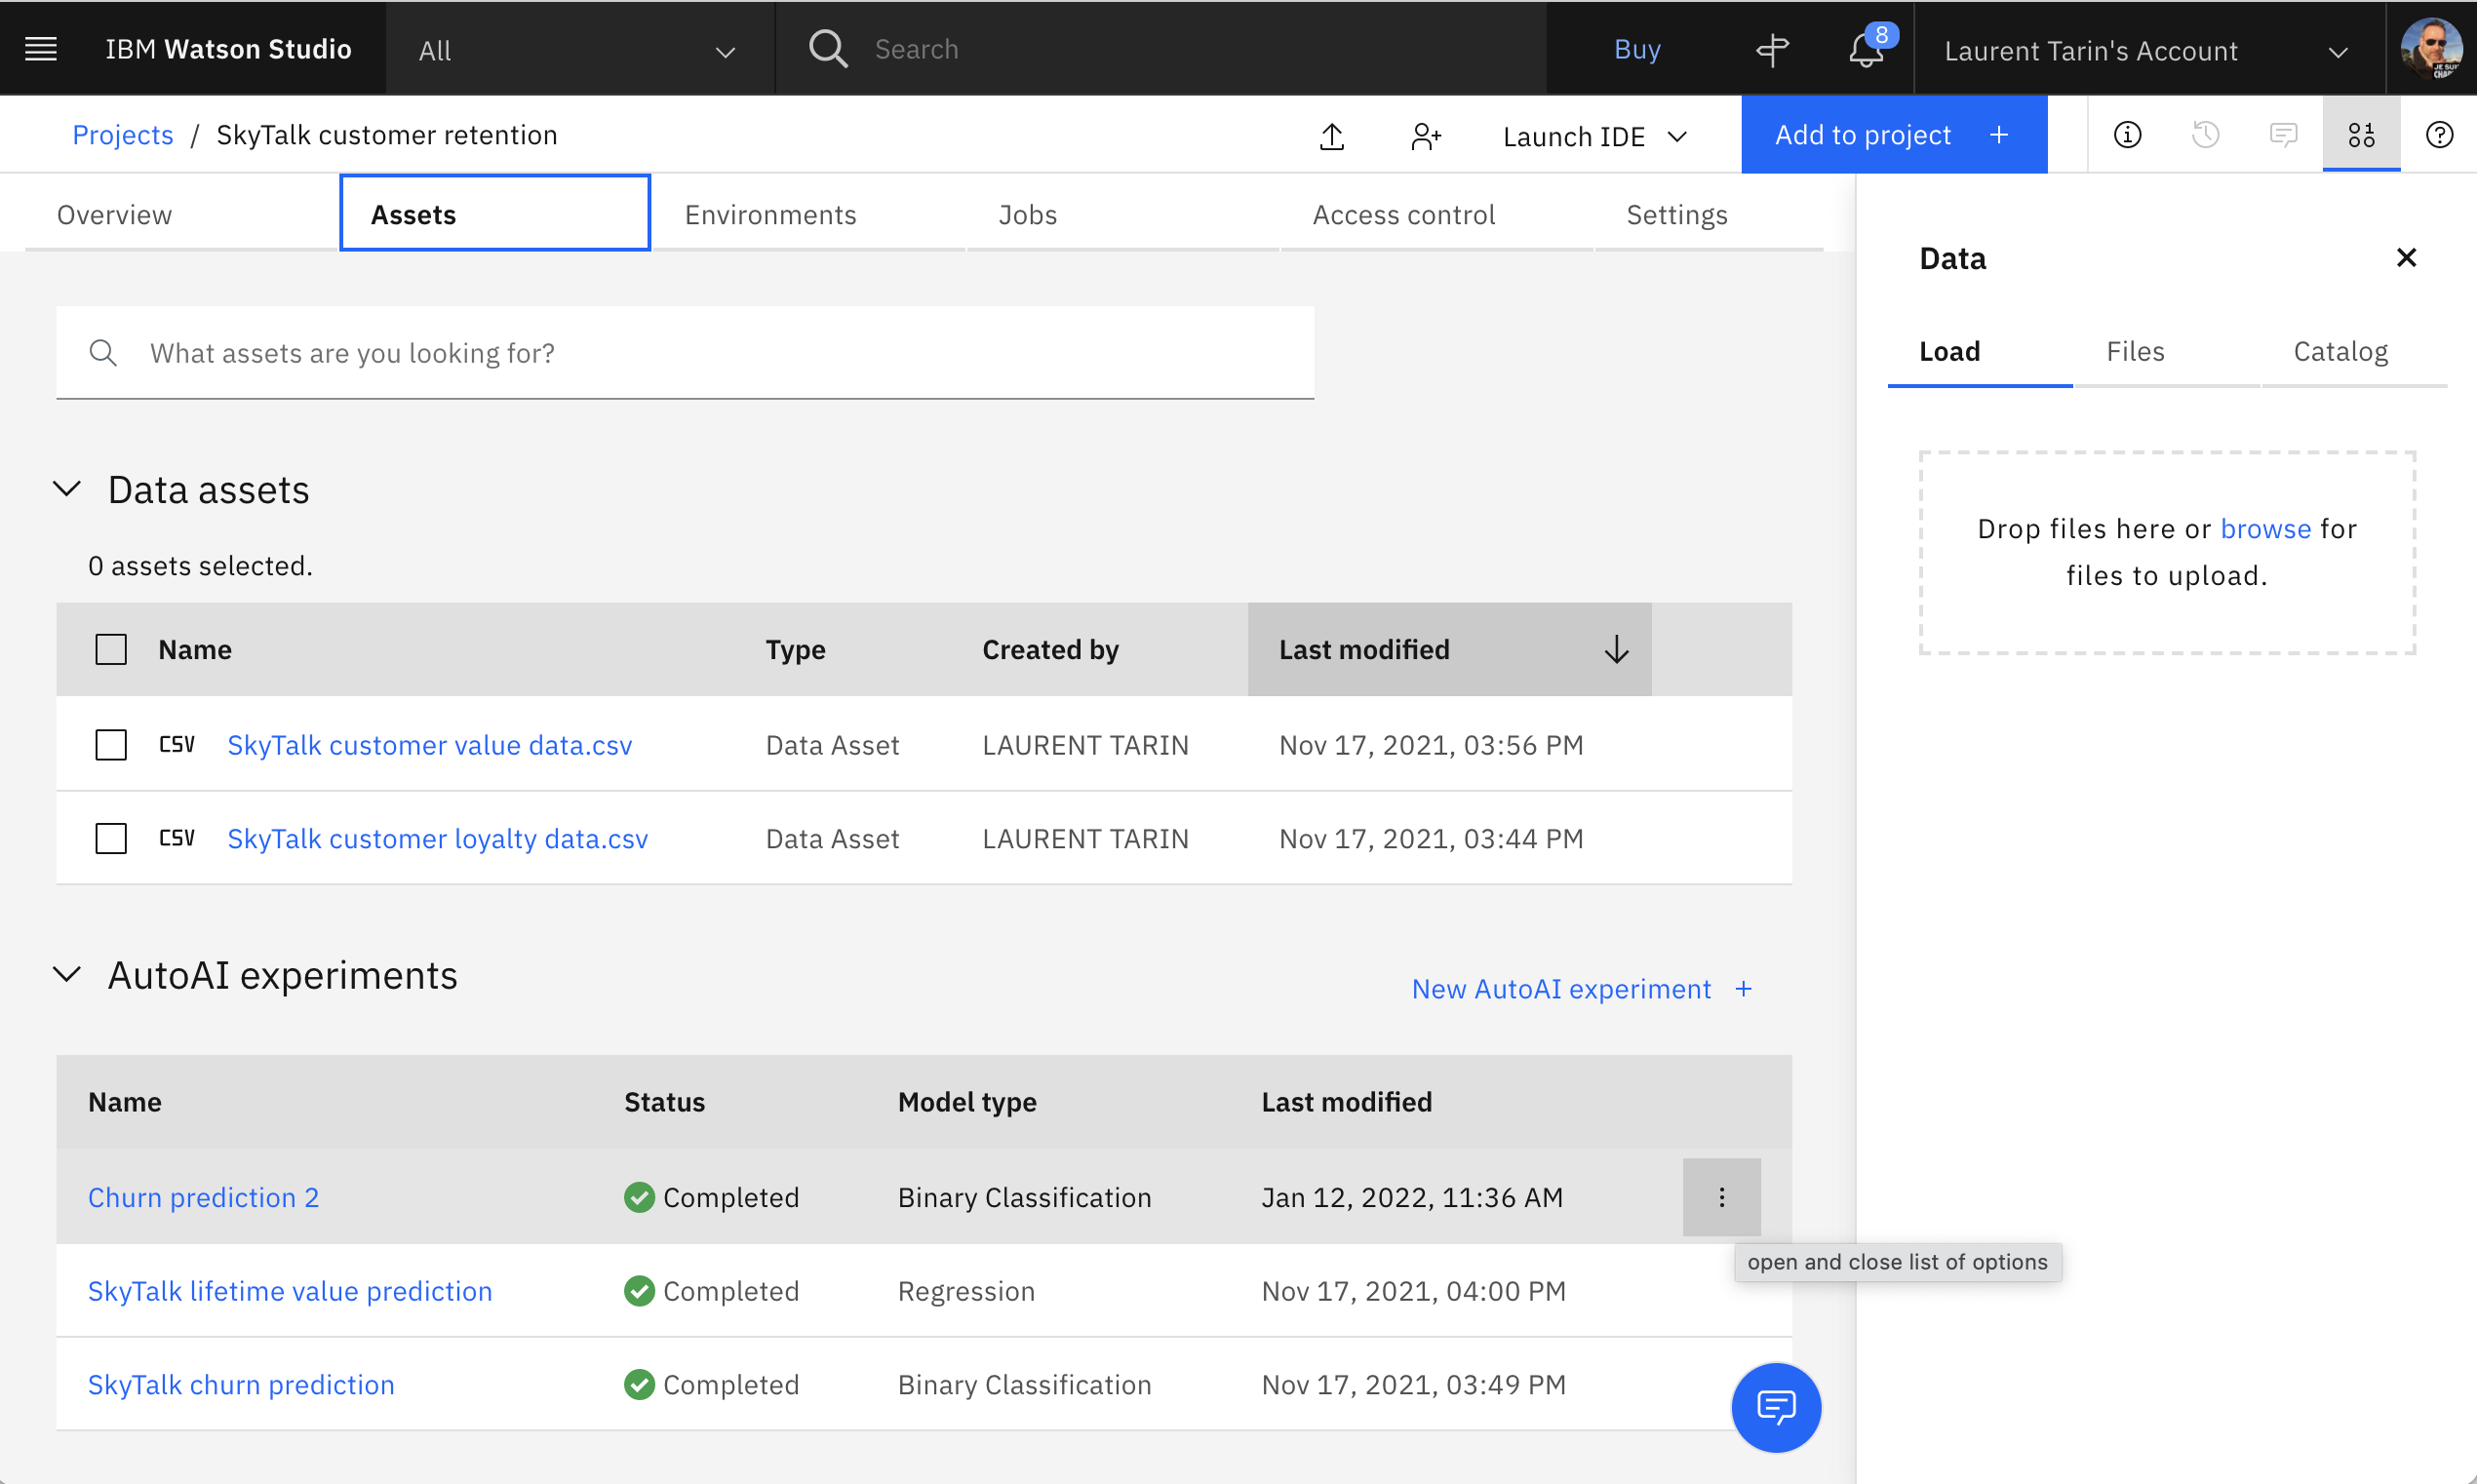 IBM Watson Studio
All
Search
Buy
8
Laurent Tarin's Account
Projects / SkyTalk customer retention
Launch IDE
Add to project +
Overview
Assets
Environments
Jobs
Access control
Settings
What assets are you looking for?
Data assets
0 assets selected.
Name Type Created by Last modified
CSV SkyTalk customer value data.csv Data Asset LAURENT TARIN Nov 17, 2021, 03:56 PM
CSV SkyTalk customer loyalty data.csv Data Asset LAURENT TARIN Nov 17, 2021, 03:44 PM
AutoAI experiments
New AutoAI experiment +
Name Status Model type Last modified
Churn prediction 2 Completed Binary Classification Jan 12, 2022, 11:36 AM
open and close list of options
SkyTalk lifetime value prediction Completed Regression Nov 17, 2021, 04:00 PM
SkyTalk churn prediction Completed Binary Classification Nov 17, 2021, 03:49 PM
Data
Load Files Catalog
Drop files here or browse for
files to upload.